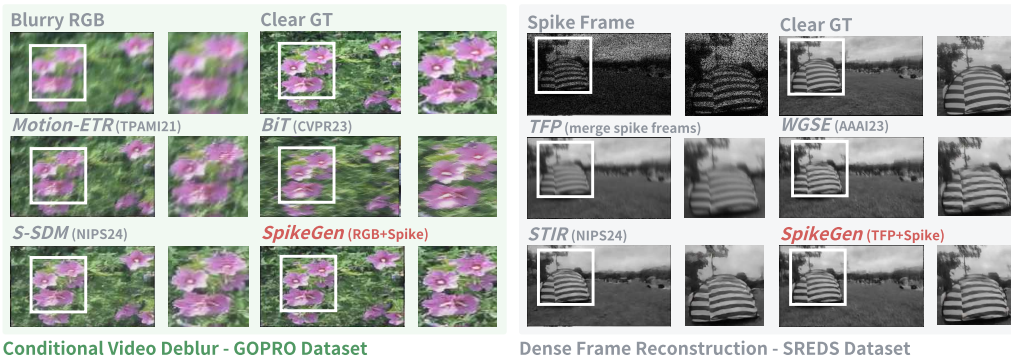 Blurry RGB
Clear GT
Motion-ETR (TPAMI21)
BiT (CVPR23)
S-SDM (NIPS24)
SpikeGen (RGB+Spike)
Conditional Video Deblur - GOPRO Dataset
Spike Frame
Clear GT
TFP (merge spike freams)
WGSE (AAAI23)
STIR (NIPS24)
SpikeGen (TFP+Spike)
Dense Frame Reconstruction - SREDS Dataset